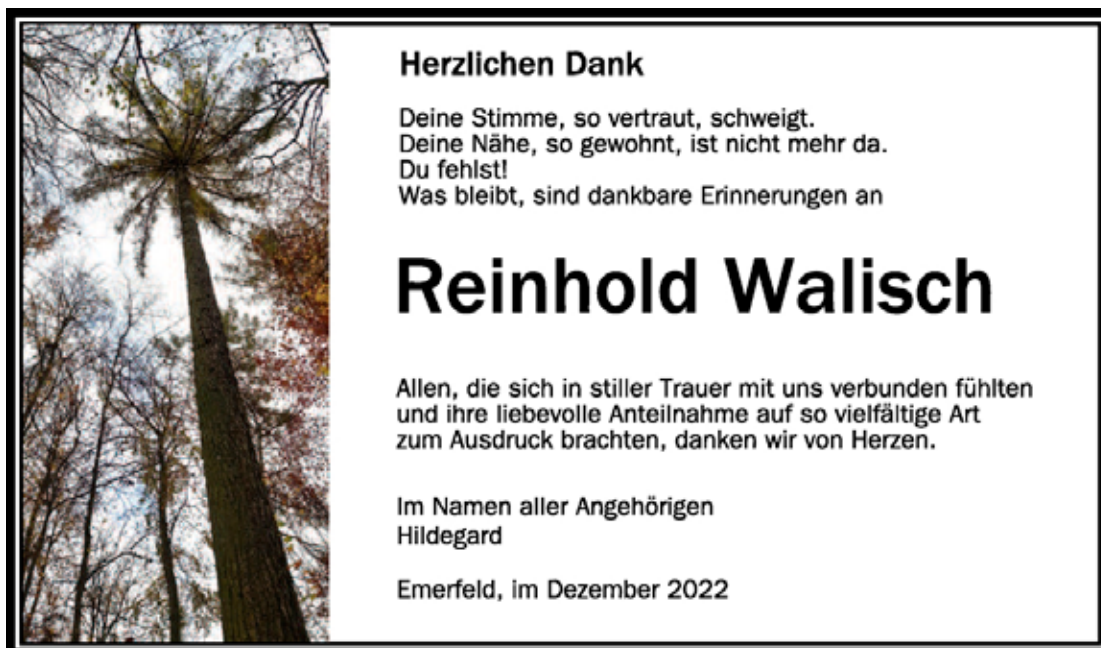 Herzlichen Dank
Deine Stimme, so vertraut, schweigt.
Deine Nähe, so gewohnt, ist nicht mehr da.
Du fehlst!
Was bleibt, sind dankbare Erinnerungen an
Reinhold Walisch
Allen, die sich in stiller Trauer mit uns verbunden fühlten
und ihre liebevolle Anteilnahme auf so vielfältige Art
zum Ausdruck brachten, danken wir von Herzen.
Im Namen aller Angehörigen
Hildegard
Emerfeld, im Dezember 2022